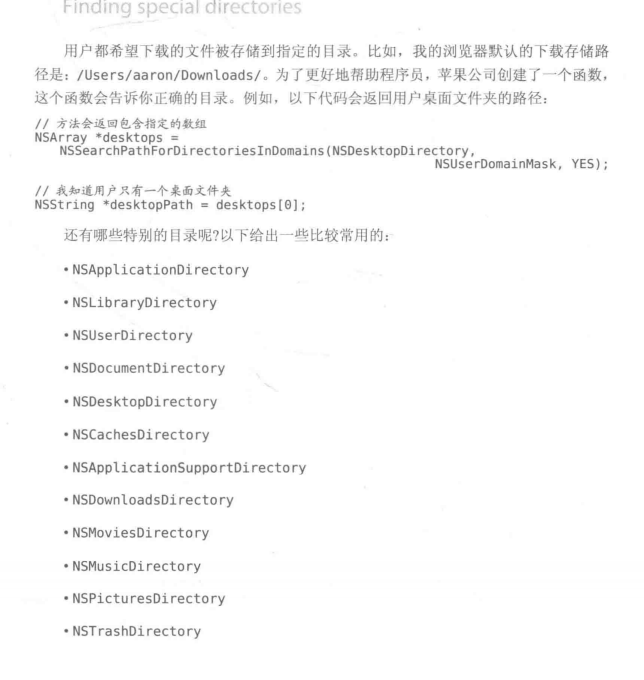 Finding special directories
用户都希望下载的文件被存储到指定的目录。比如，我的浏览器默认的下载存储路
径是：/Users/aaron/Downloads/。为了更好地帮助程序员，苹果公司创建了一个函数，
这个函数会告诉你正确的目录。例如，以下代码会返回用户桌面文件夹的路径：
// 方法会返回包含指定的数组
NSArray *desktops =
NSSearchPathForDirectoriesInDomains(NSDesktopDirectory,
NSUserDomainMask, YES);
// 我知道用户只有一个桌面文件夹
NSString *desktopPath = desktops[0];
还有哪些特别的目录呢?以下给出一些比较常用的：
• NSApplicationDirectory
• NSLibraryDirectory
• NSUserDirectory
• NSDocumentDirectory
• NSDesktopDirectory
• NSCachesDirectory
• NSApplicationSupportDirectory
• NSDownloadsDirectory
• NSMoviesDirectory
• NSMusicDirectory
• NSPicturesDirectory
• NSTrashDirectory